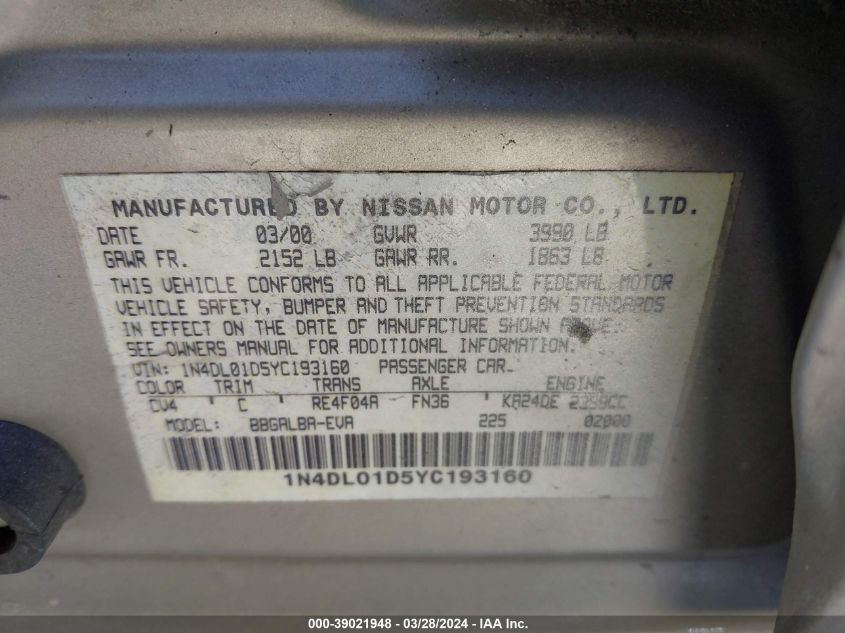 MANUFACTURED BY NISSAN MOTOR CO., LTD.
DATE 03/00 GVWR 3990 LB
GAWR FR. 2152 LB GAWR RR. 1863 LB
THIS VEHICLE CONFORMS TO ALL APPLICABLE FEDERAL MOTOR
VEHICLE SAFETY, BUMPER AND THEFT PREVENTION STANDARDS
IN EFFECT ON THE DATE OF MANUFACTURE SHOWN ABOVE.
SEE OWNERS MANUAL FOR ADDITIONAL INFORMATION.
VIN: 1N4DL01D5YC193160 PASSENGER CAR
COLOR TRIM TRANS AXLE ENGINE
CV4 C RE4F04A FN36 KA24DE 2389CC
MODEL: BBGALBA-EVA 225 02000
1N4DL01D5YC193160
000-39021948 - 03/28/2024 - IAA Inc.